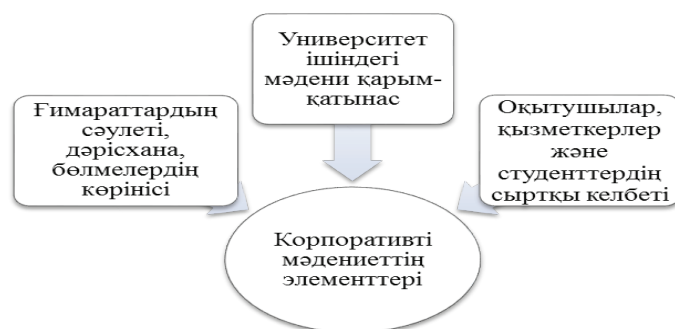 Университет
ішіндегі
мәдени қарым-
қатынас
Ғимараттардың
сәулеті,
дәрісхана,
бөлмелердің
көрінісі
Оқытушылар,
қызметкерлер
және
студенттердің
сыртқы келбеті
Корпоративті
мәдениеттің
элементтері